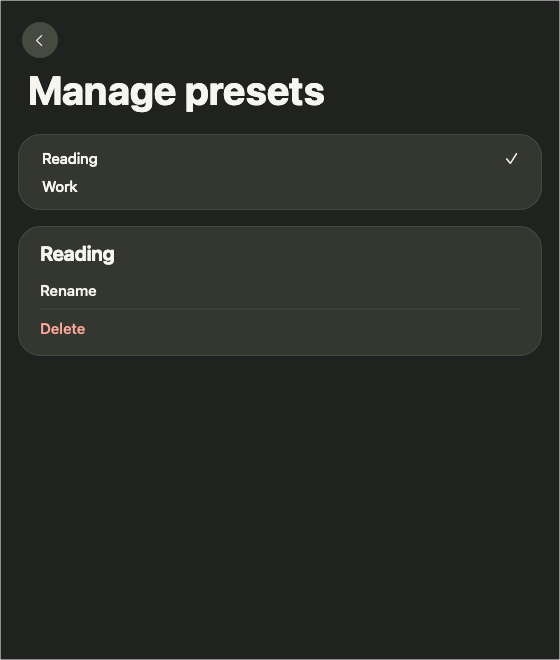 Manage presets
Reading
Work
Reading
Rename
Delete